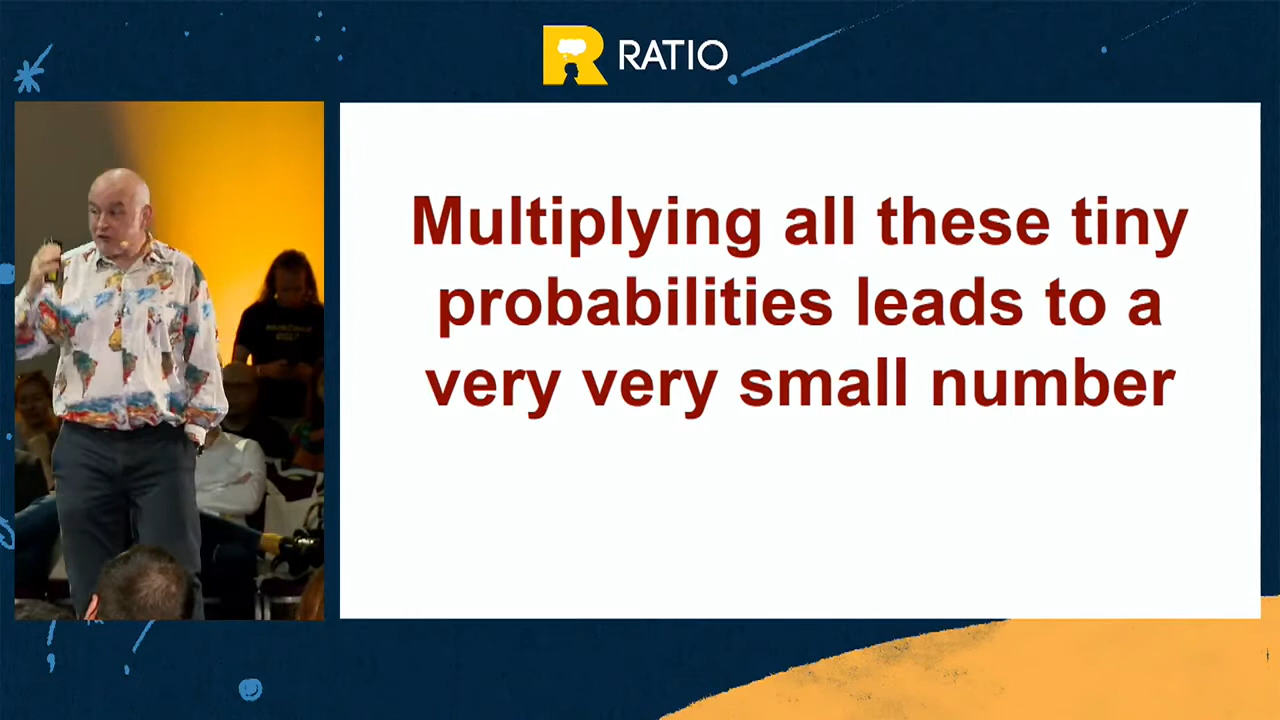 RATIO
Multiplying all these tiny
probabilities leads to a
very very small number